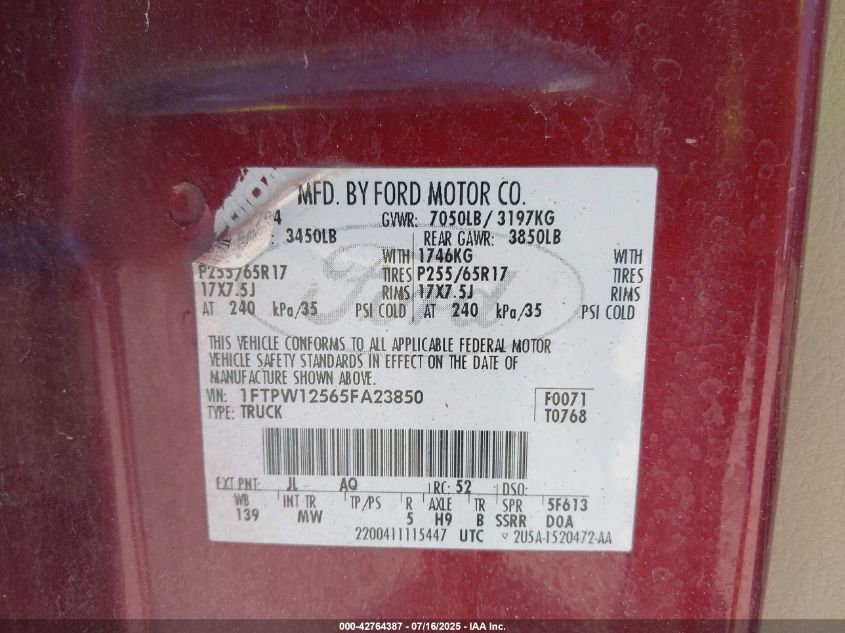 MFD. BY FORD MOTOR CO.
4 GVWR: 7050LB/ 3197KG
: 3450LB REAR GAWR: 3850LB
WITH 1746KG WITH
P255/65R17 TIRES P255/65R17 TIRES
17X7.5J RIMS 17X7.5J RIMS
AT 240 kPa/35 PSI COLD AT 240 kPa/35 PSI COLD
Ford
THIS VEHICLE CONFORMS TO ALL APPLICABLE FEDERAL MOTOR
VEHICLE SAFETY STANDARDS IN EFFECT ON THE DATE OF
MANUFACTURE SHOWN ABOVE.
VIN: 1FTPW12565FA23850 F0071
TYPE: TRUCK T0768
EXT PNT: JL AQ RC: 52 DSO:
WB INT TR TP/PS R AXLE TR SPR 5F613
139 MW 5 H9 B SSRR DOA
2200411115447 UTC ▽ 2U5A-1520472-AA
000-42764387 - 07/16/2025 - IAA Inc.